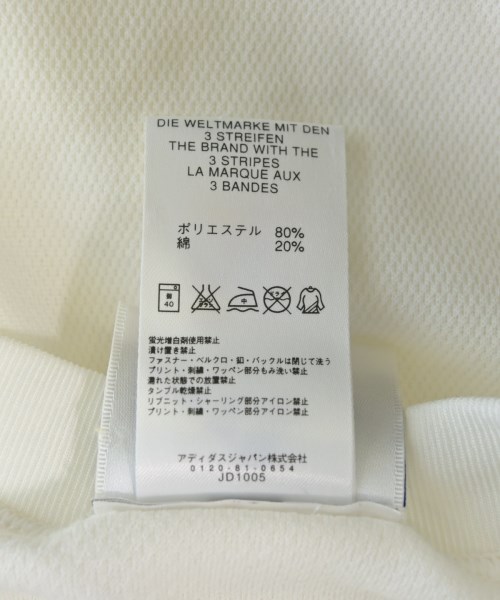 DIE WELTMARKE MIT DEN
3 STREIFEN
THE BRAND WITH THE
3 STRIPES
LA MARQUE AUX
3 BANDES
ポリエステル 80%
綿 20%
弱 40 中
蛍光増白剤使用禁止
漬け置き禁止
ファスナー・ベルクロ・釦・バックルは閉じて洗う
プリント・刺繍・ワッペン部分もみ洗い禁止
濡れた状態での放置禁止
タンブル乾燥禁止
リブニット・シャーリング部分アイロン禁止
プリント・刺繍・ワッペン部分アイロン禁止
アディダスジャパン株式会社
0120-81-0654
JD1005